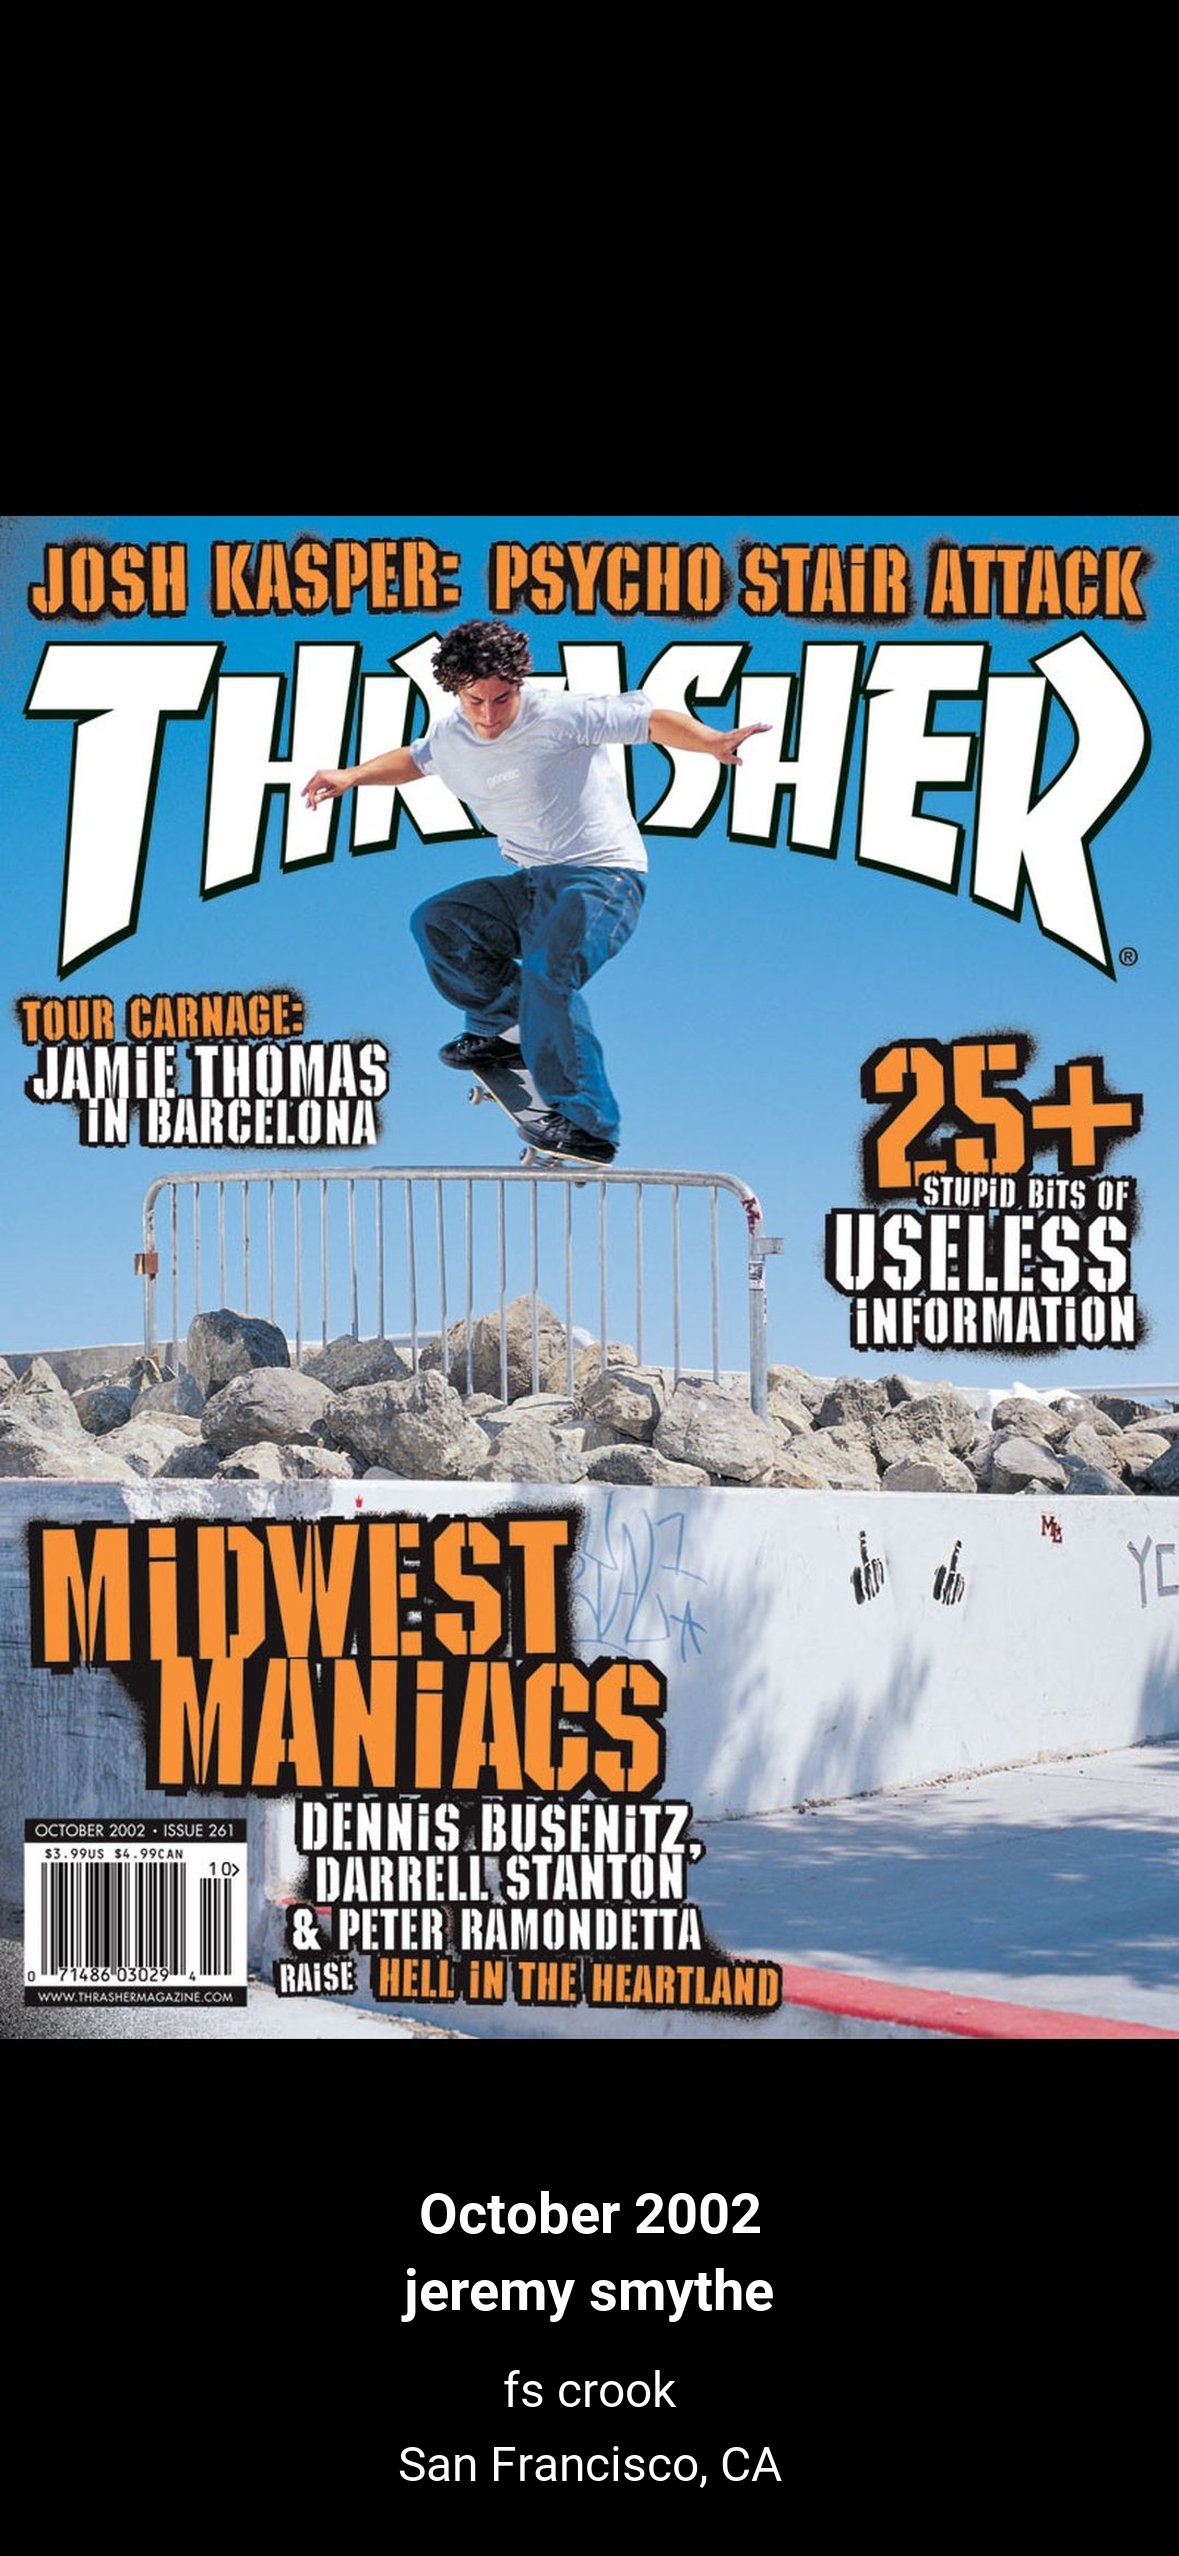 JOSH KASPER: PSYCHO STAiR ATTACK
THRASHER
®
TOUR CARNAGE:
JAMiE THOMAS
iN BARCELONA
25+
STUPiD BiTS OF
USELESS
iNFORMATiON
MiDWEST
MANiACS
DENNiS BUSENiTZ,
DARRELL STANTON
& PETER RAMONDETTA
RAiSE HELL iN THE HEARTLAND
OCTOBER 2002 • ISSUE 261
$3.99US $4.99CAN
10>
0 71486 03029 4
WWW.THRASHERMAGAZINE.COM
October 2002
jeremy smythe
fs crook
San Francisco, CA